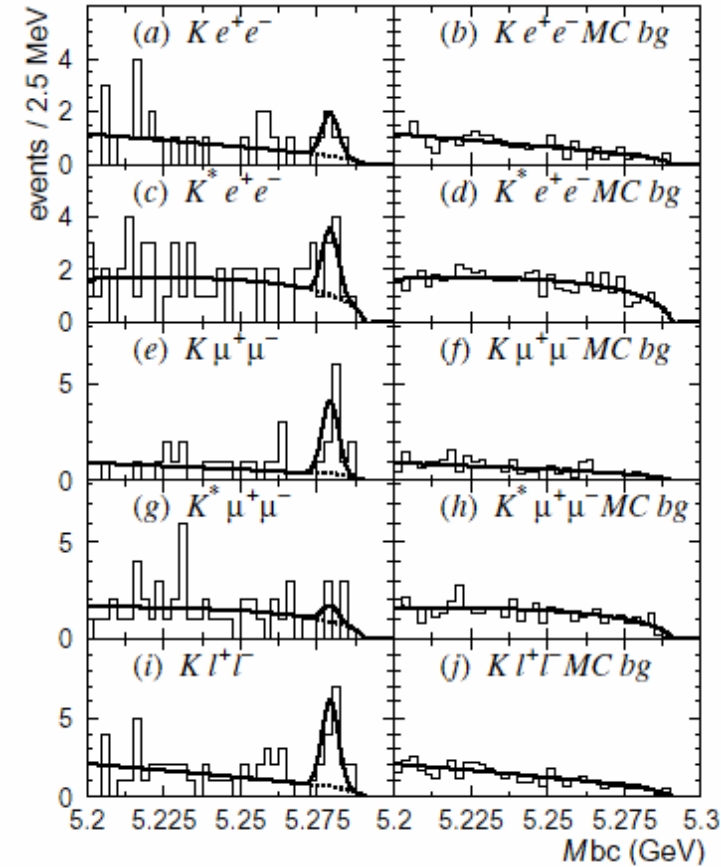 events / 2.5 MeV
(a) K e⁺e⁻
(b) K e⁺e⁻ MC bg
4
2
0
(c) K* e⁺e⁻
(d) K* e⁺e⁻ MC bg
4
2
0
(e) K μ⁺μ⁻
(f) K μ⁺μ⁻ MC bg
5
0
(g) K* μ⁺μ⁻
(h) K* μ⁺μ⁻ MC bg
5
0
(i) K l⁺l⁻
(j) K l⁺l⁻ MC bg
5
0
5.2 5.225 5.25 5.275 5.2 5.225 5.25 5.275 5.3
Mbc (GeV)